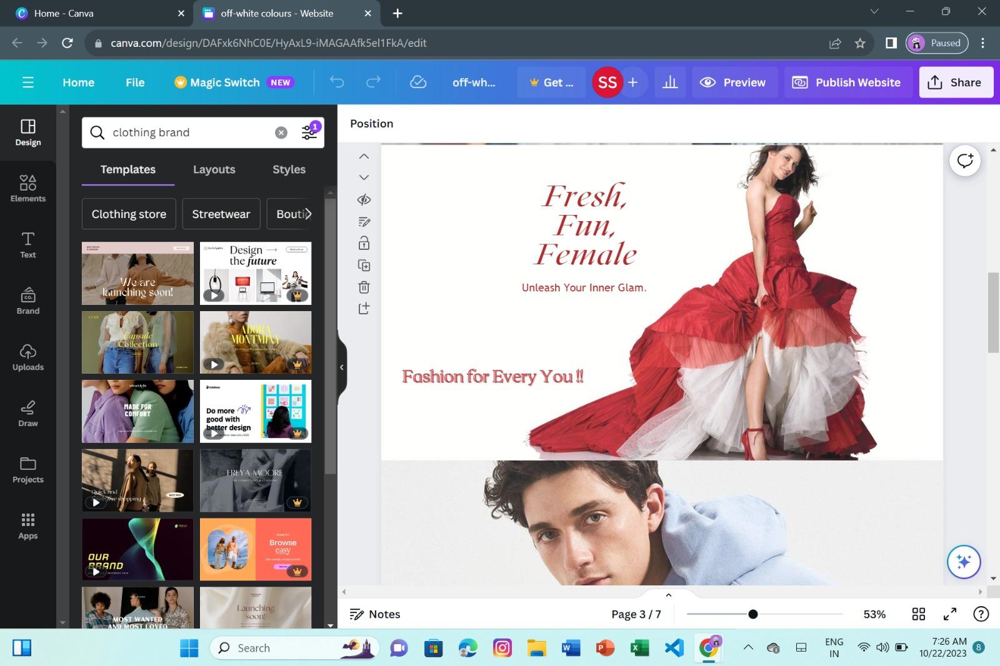 Home - Canva
off-white colours - Website
canva.com/design/DAFxk6NhC0E/HyAxL9-iMAGAAfk5el1FkA/edit
Paused
Home
File
Magic Switch NEW
off-wh...
Get ...
SS
Preview
Publish Website
Share
Design
Elements
Text
Brand
CO.
Uploads
Draw
Projects
Apps
clothing brand
1
Templates
Layouts
Styles
Clothing store
Streetwear
We are
launching soon!
Design
the future
Capsule
Collection
ADORA
MONTMINY
MADE FOR
COMFORT
Do more
good with
better design
Quick and
shopping
FREYA MOORE
OUR
BRAND
Browse
easy
MOST WANTED
AND MOST LOVED
Launching
soon!
Position
Fresh,
Fun,
Female
Unleash Your Inner Glam.
Fashion for Every You !!
Notes
Page 3 / 7
53%
Search
ENG
IN
7:26 AM
10/22/2023
8